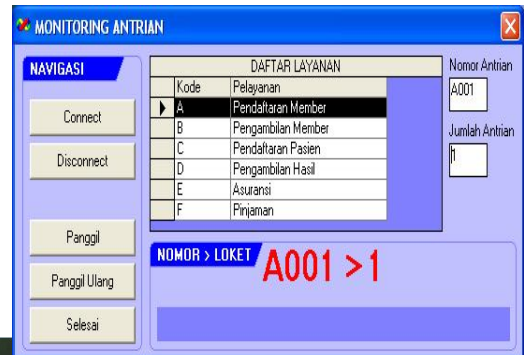 MONITORING ANTRIAN
NAVIGASI
Connect
Disconnect
Panggil
Panggil Ulang
Selesai
DAFTAR LAYANAN
Kode Pelayanan
A Pendaftaran Member
B Pengambilan Member
C Pendaftaran Pasien
D Pengambilan Hasil
E Asuransi
F Pinjaman
Nomor Antrian
A001
Jumlah Antrian
1
NOMOR > LOKET
A001 >1